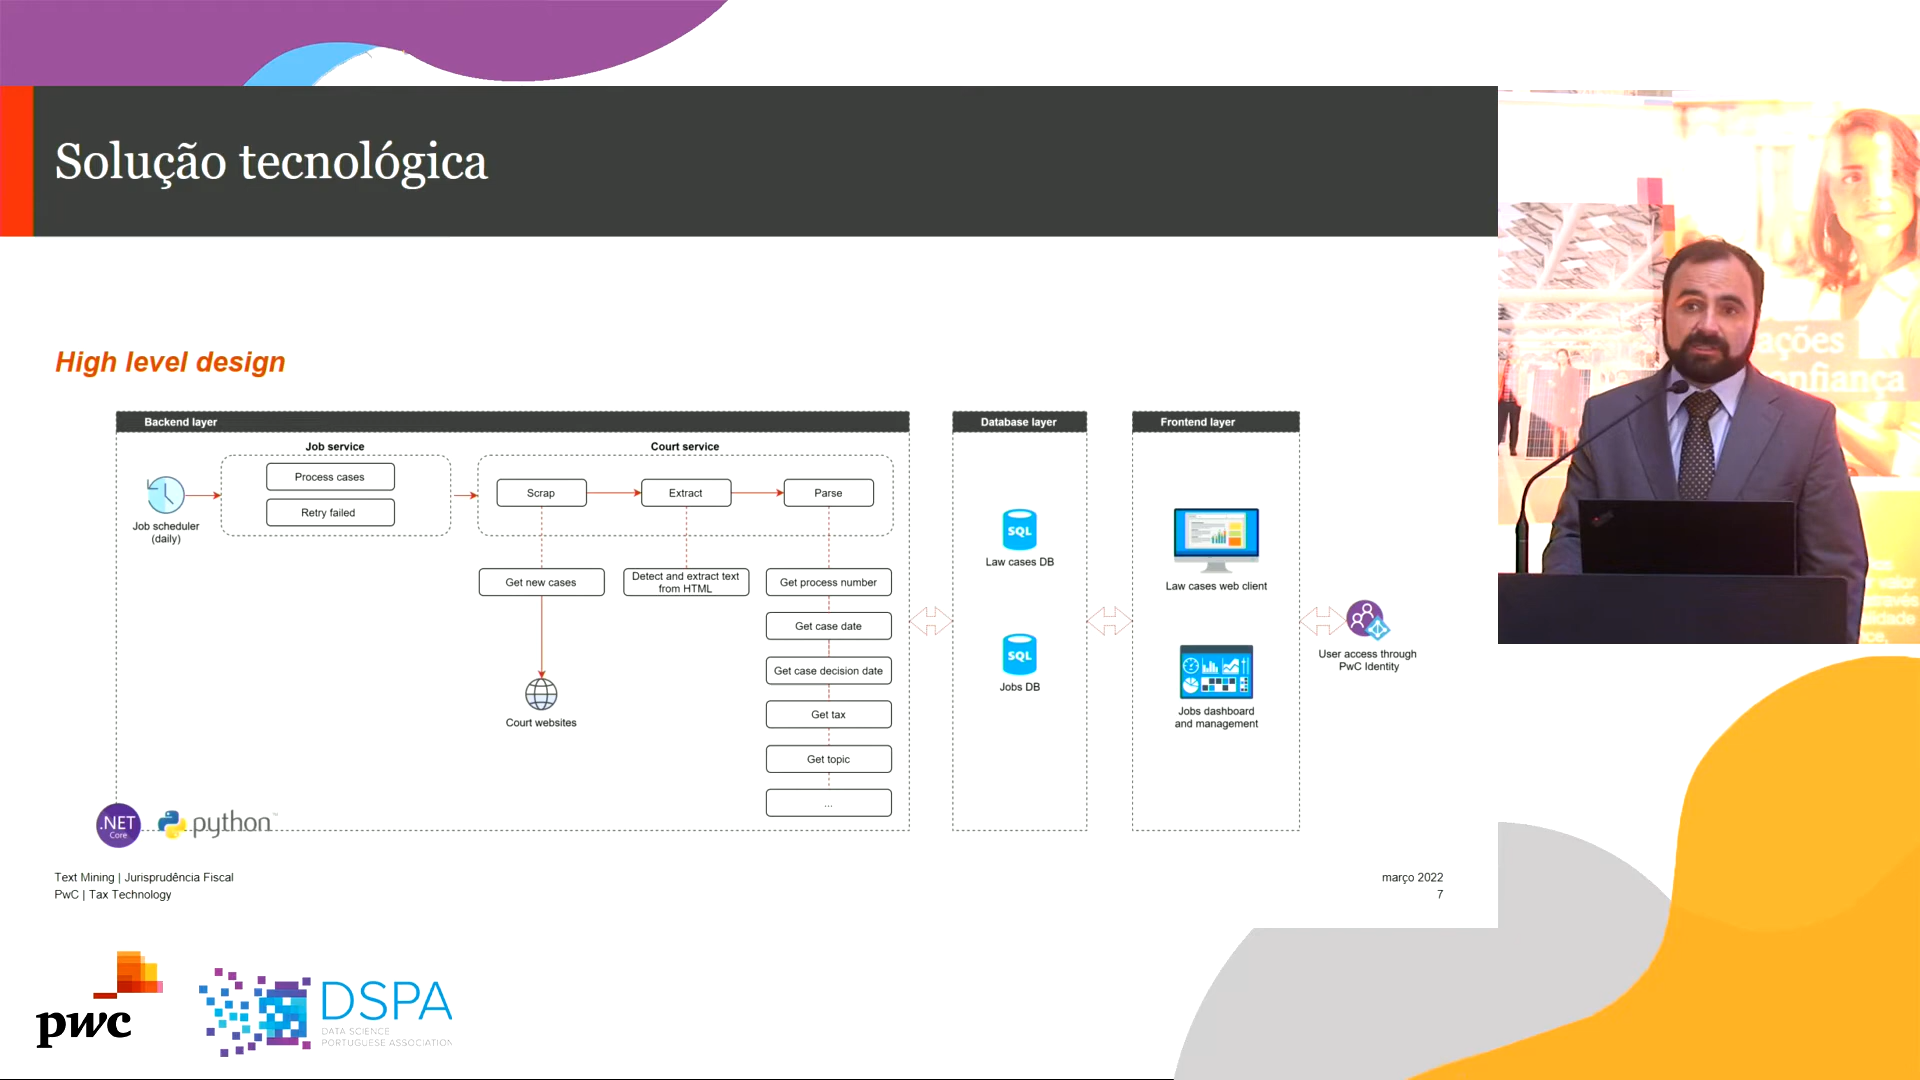 Solução tecnológica
High level design
Backend layer
Job service
Process cases
Retry failed
Job scheduler
(daily)
Court service
Scrap
Extract
Parse
Get new cases
Detect and extract text
from HTML
Get process number
Get case date
Get case decision date
Get tax
Get topic
...
Court websites
.NET
Core
python
Database layer
SQL
Law cases DB
SQL
Jobs DB
Frontend layer
Law cases web client
Jobs dashboard
and management
User access through
PwC Identity
Text Mining | Jurisprudência Fiscal
PwC | Tax Technology
março 2022
7
ações
onfiança
valor
pwc
DSPA
DATA SCIENCE
PORTUGUESE ASSOCIATION